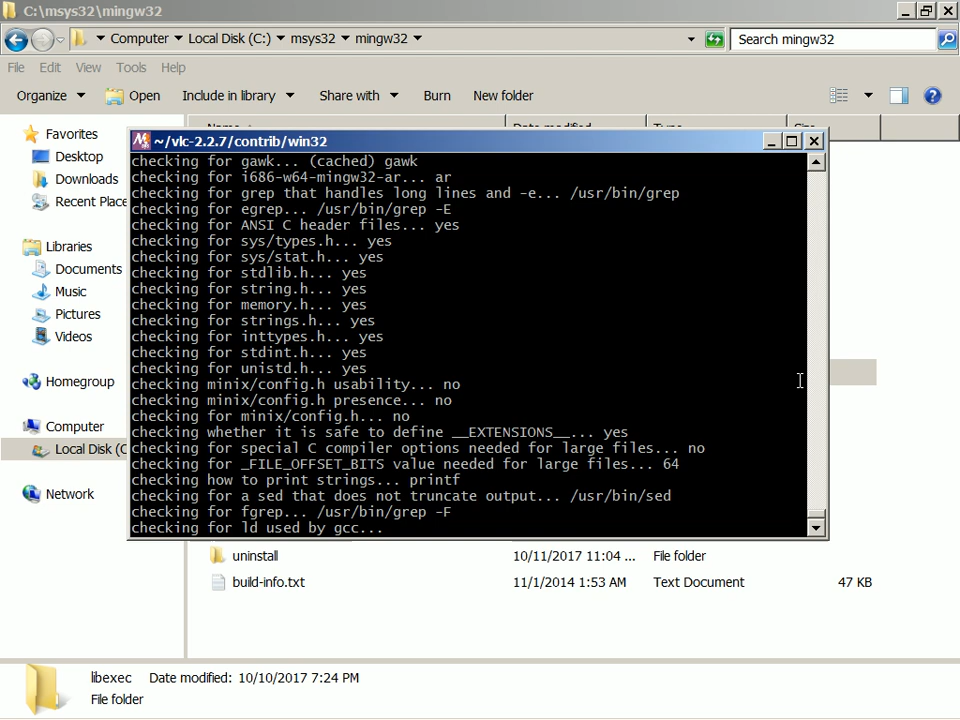 C:\msys32\mingw32
Computer Local Disk (C:) msys32 mingw32
Search mingw32
File Edit View Tools Help
Organize Open Include in library Share with Burn New folder
Favorites
Desktop
Downloads
Recent Place
Libraries
Documents
Music
Pictures
Videos
Homegroup
Computer
Local Disk (C
Network
Name Date modified Type Size
~/vlc-2.2.7/contrib/win32
checking for gawk... (cached) gawk
checking for i686-w64-mingw32-ar... ar
checking for grep that handles long lines and -e... /usr/bin/grep
checking for egrep... /usr/bin/grep -E
checking for ANSI C header files... yes
checking for sys/types.h... yes
checking for sys/stat.h... yes
checking for stdlib.h... yes
checking for string.h... yes
checking for memory.h... yes
checking for strings.h... yes
checking for inttypes.h... yes
checking for stdint.h... yes
checking for unistd.h... yes
checking minix/config.h usability... no
checking minix/config.h presence... no
checking for minix/config.h... no
checking whether it is safe to define __EXTENSIONS__... yes
checking for special C compiler options needed for large files... no
checking for _FILE_OFFSET_BITS value needed for large files... 64
checking how to print strings... printf
checking for a sed that does not truncate output... /usr/bin/sed
checking for fgrep... /usr/bin/grep -F
checking for ld used by gcc...
uninstall 10/11/2017 11:04 ... File folder
build-info.txt 11/1/2014 1:53 AM Text Document 47 KB
libexec Date modified: 10/10/2017 7:24 PM
File folder